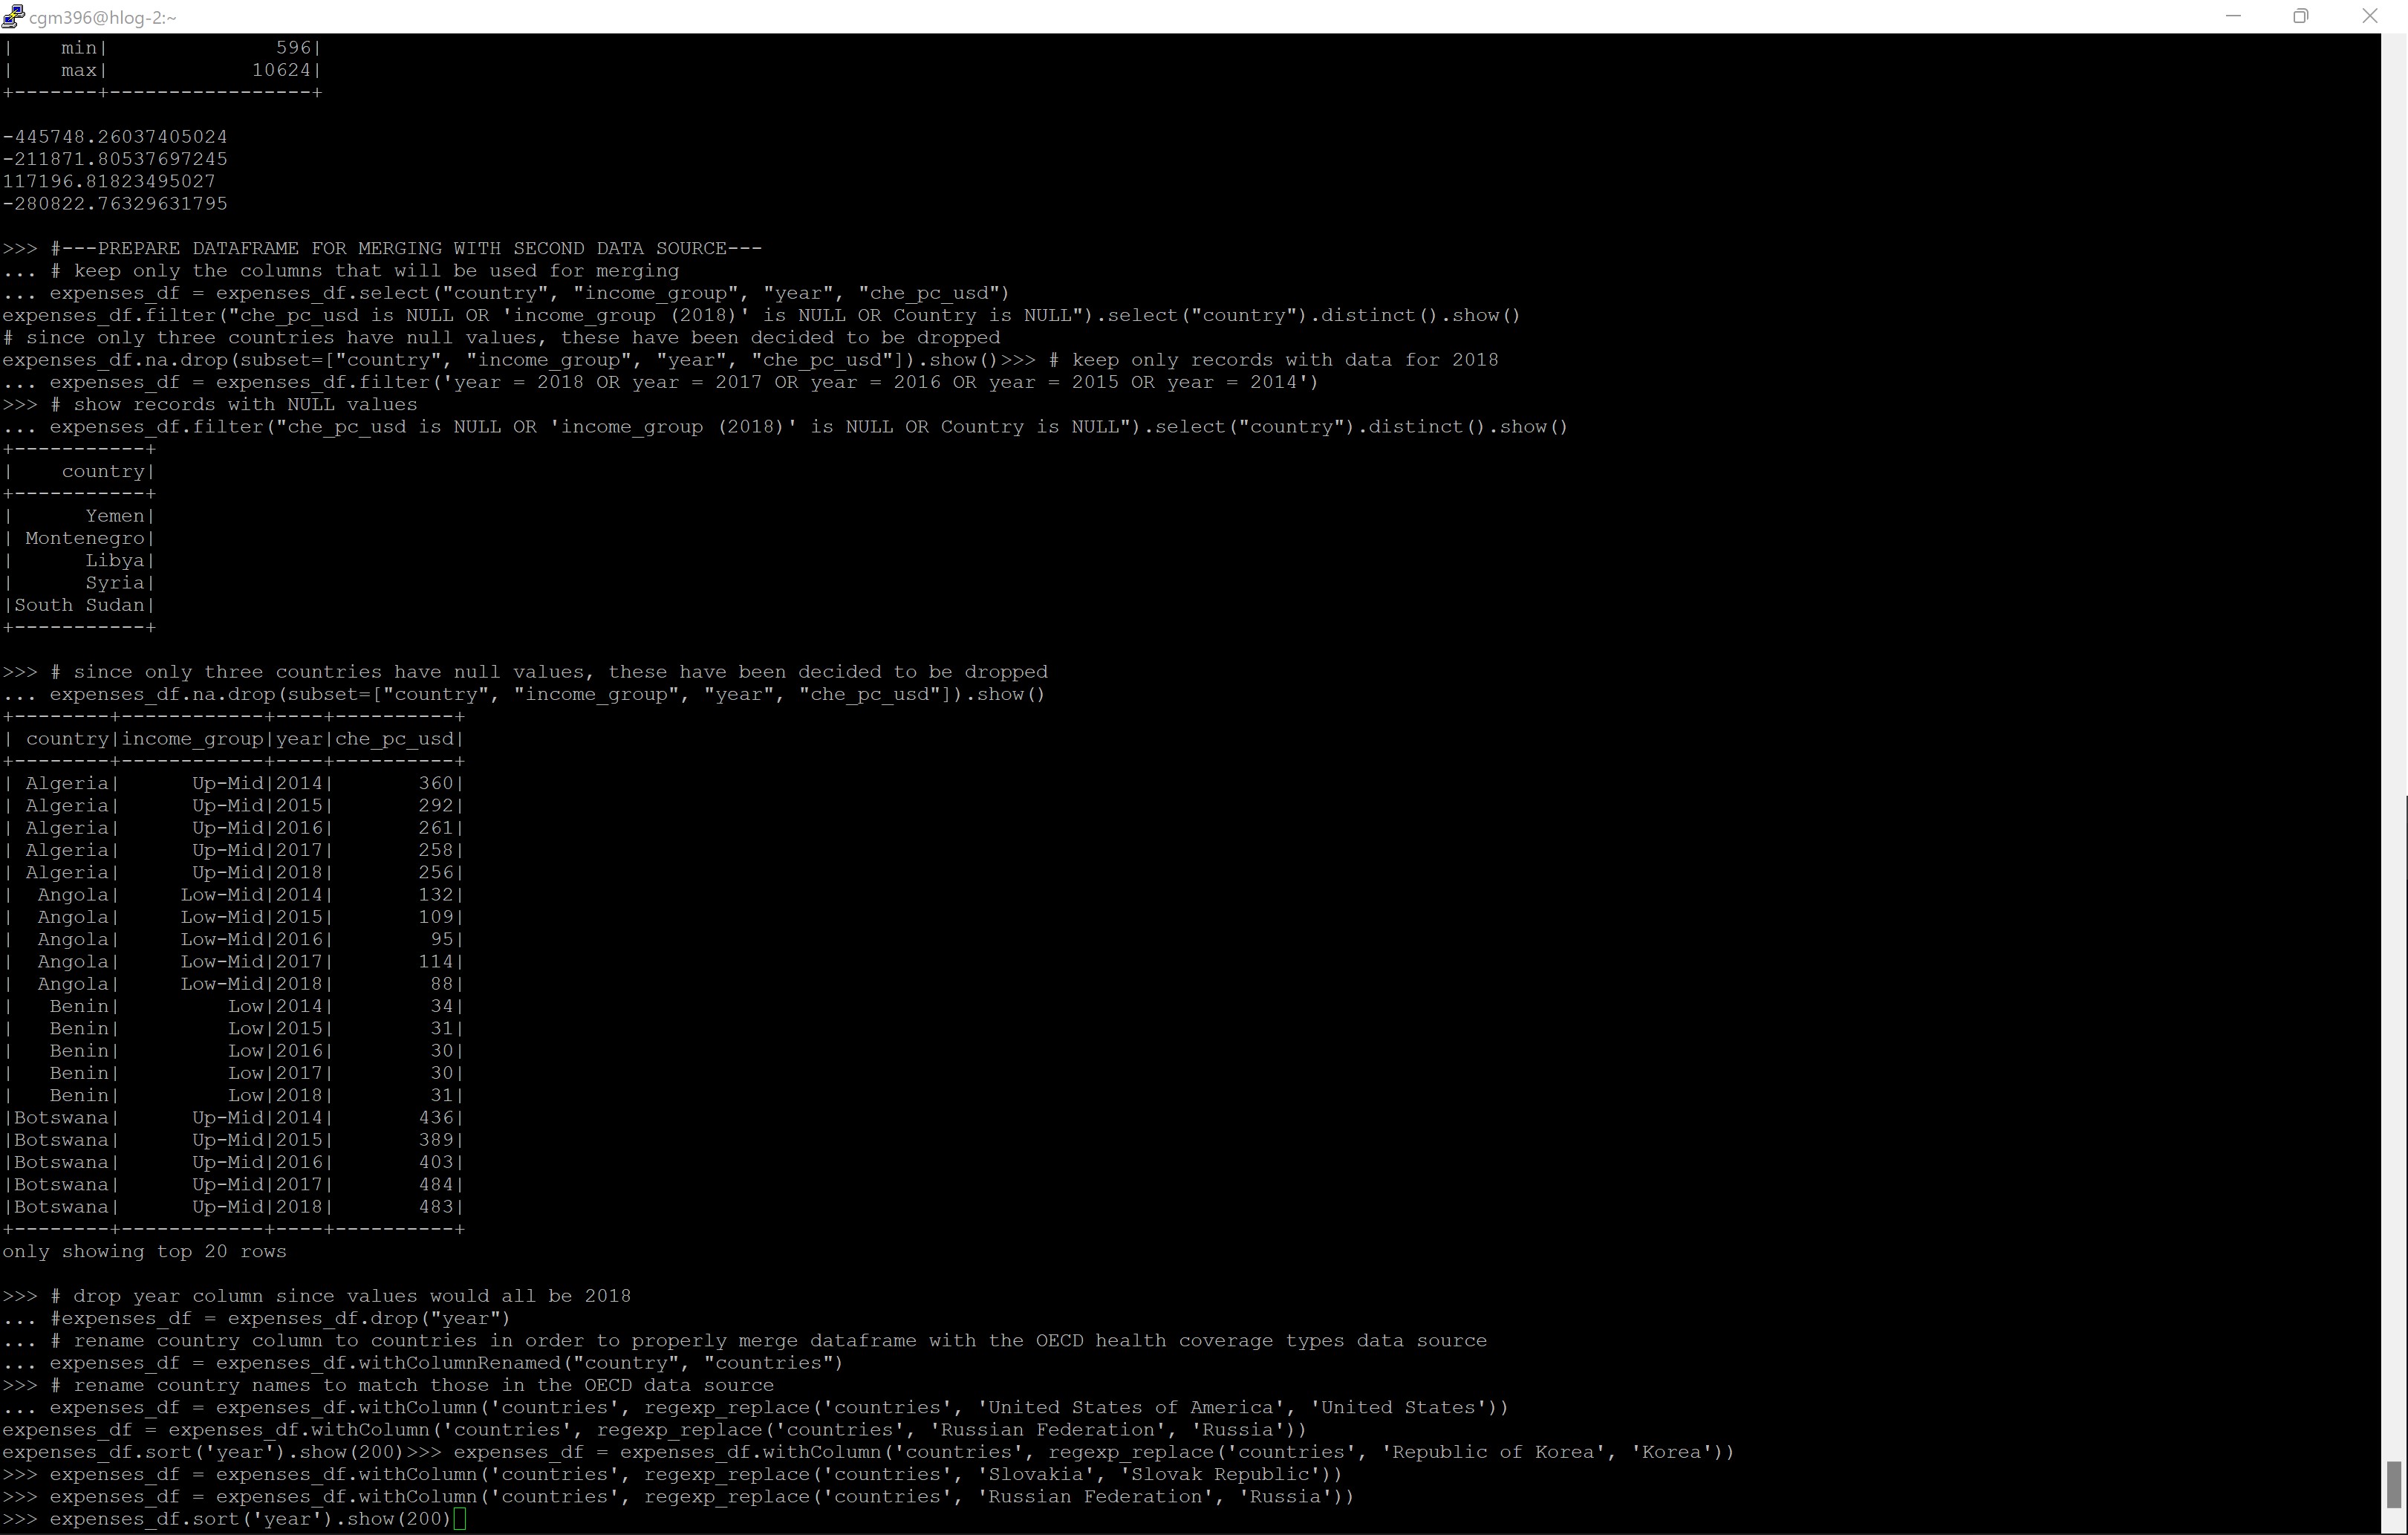 cgm396@hlog-2:~
|    min|              596|
|    max|            10624|
+-------+-----------------+
-445748.26037405024
-211871.80537697245
117196.81823495027
-280822.76329631795
>>> #---PREPARE DATAFRAME FOR MERGING WITH SECOND DATA SOURCE---
... # keep only the columns that will be used for merging
... expenses_df = expenses_df.select("country", "income_group", "year", "che_pc_usd")
expenses_df.filter("che_pc_usd is NULL OR 'income_group (2018)' is NULL OR Country is NULL").select("country").distinct().show()
# since only three countries have null values, these have been decided to be dropped
expenses_df.na.drop(subset=["country", "income_group", "year", "che_pc_usd"]).show()>>> # keep only records with data for 2018
... expenses_df = expenses_df.filter('year = 2018 OR year = 2017 OR year = 2016 OR year = 2015 OR year = 2014')
>>> # show records with NULL values
... expenses_df.filter("che_pc_usd is NULL OR 'income_group (2018)' is NULL OR Country is NULL").select("country").distinct().show()
+-----------+
|    country|
+-----------+
|      Yemen|
| Montenegro|
|      Libya|
|      Syria|
|South Sudan|
+-----------+
>>> # since only three countries have null values, these have been decided to be dropped
... expenses_df.na.drop(subset=["country", "income_group", "year", "che_pc_usd"]).show()
+--------+------------+----+----------+
| country|income_group|year|che_pc_usd|
+--------+------------+----+----------+
| Algeria|      Up-Mid|2014|       360|
| Algeria|      Up-Mid|2015|       292|
| Algeria|      Up-Mid|2016|       261|
| Algeria|      Up-Mid|2017|       258|
| Algeria|      Up-Mid|2018|       256|
|  Angola|     Low-Mid|2014|       132|
|  Angola|     Low-Mid|2015|       109|
|  Angola|     Low-Mid|2016|        95|
|  Angola|     Low-Mid|2017|       114|
|  Angola|     Low-Mid|2018|        88|
|   Benin|         Low|2014|        34|
|   Benin|         Low|2015|        31|
|   Benin|         Low|2016|        30|
|   Benin|         Low|2017|        30|
|   Benin|         Low|2018|        31|
|Botswana|      Up-Mid|2014|       436|
|Botswana|      Up-Mid|2015|       389|
|Botswana|      Up-Mid|2016|       403|
|Botswana|      Up-Mid|2017|       484|
|Botswana|      Up-Mid|2018|       483|
+--------+------------+----+----------+
only showing top 20 rows
>>> # drop year column since values would all be 2018
... #expenses_df = expenses_df.drop("year")
... # rename country column to countries in order to properly merge dataframe with the OECD health coverage types data source
... expenses_df = expenses_df.withColumnRenamed("country", "countries")
>>> # rename country names to match those in the OECD data source
... expenses_df = expenses_df.withColumn('countries', regexp_replace('countries', 'United States of America', 'United States'))
expenses_df = expenses_df.withColumn('countries', regexp_replace('countries', 'Russian Federation', 'Russia'))
expenses_df.sort('year').show(200)>>> expenses_df = expenses_df.withColumn('countries', regexp_replace('countries', 'Republic of Korea', 'Korea'))
>>> expenses_df = expenses_df.withColumn('countries', regexp_replace('countries', 'Slovakia', 'Slovak Republic'))
>>> expenses_df = expenses_df.withColumn('countries', regexp_replace('countries', 'Russian Federation', 'Russia'))
>>> expenses_df.sort('year').show(200)